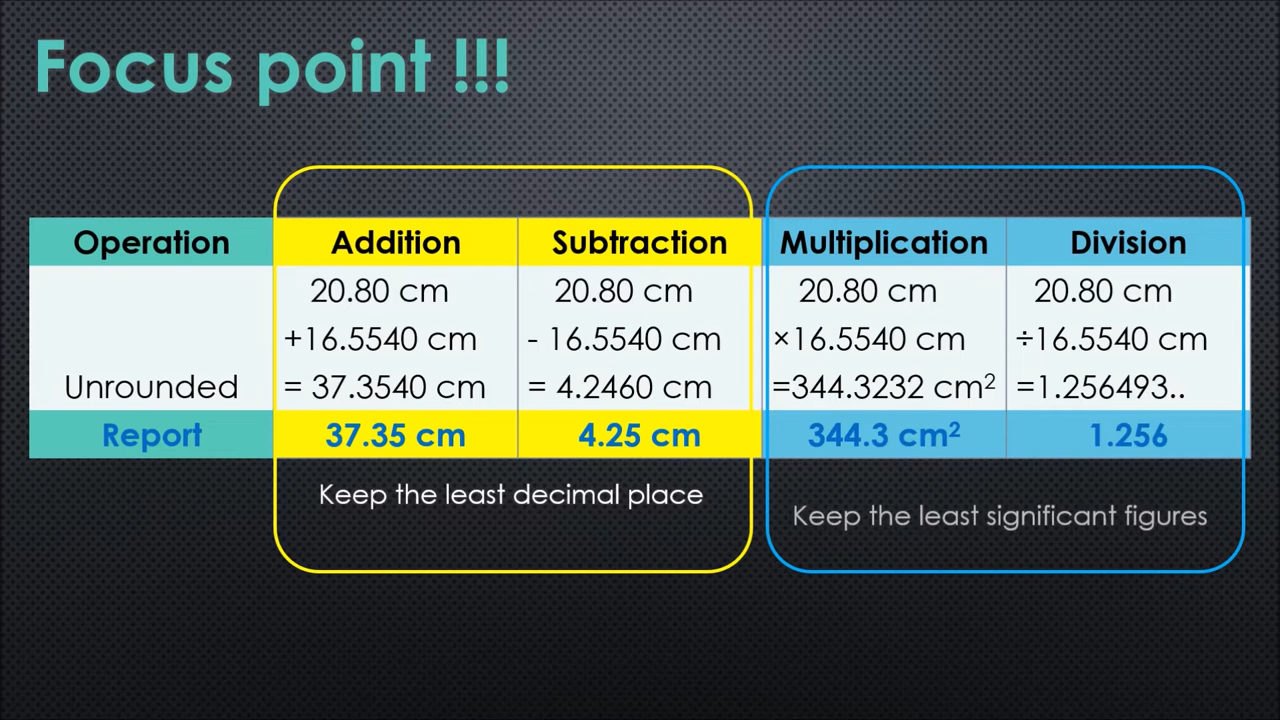 Focus point !!!
Operation Addition Subtraction Multiplication Division
20.80 cm 20.80 cm 20.80 cm 20.80 cm
+16.5540 cm - 16.5540 cm ×16.5540 cm ÷16.5540 cm
Unrounded = 37.3540 cm = 4.2460 cm =344.3232 cm² =1.256493..
Report 37.35 cm 4.25 cm 344.3 cm² 1.256
Keep the least decimal place
Keep the least significant figures